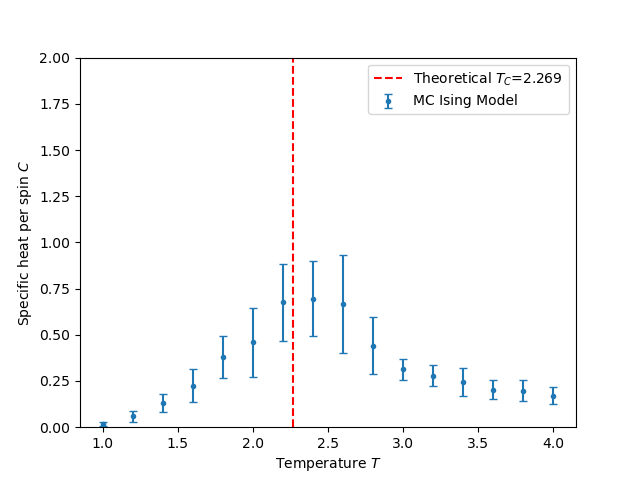 2.00
1.75
1.50
1.25
1.00
0.75
0.50
0.25
0.00
Specific heat per spin C
Theoretical T_C=2.269
MC Ising Model
1.0 1.5 2.0 2.5 3.0 3.5 4.0
Temperature T